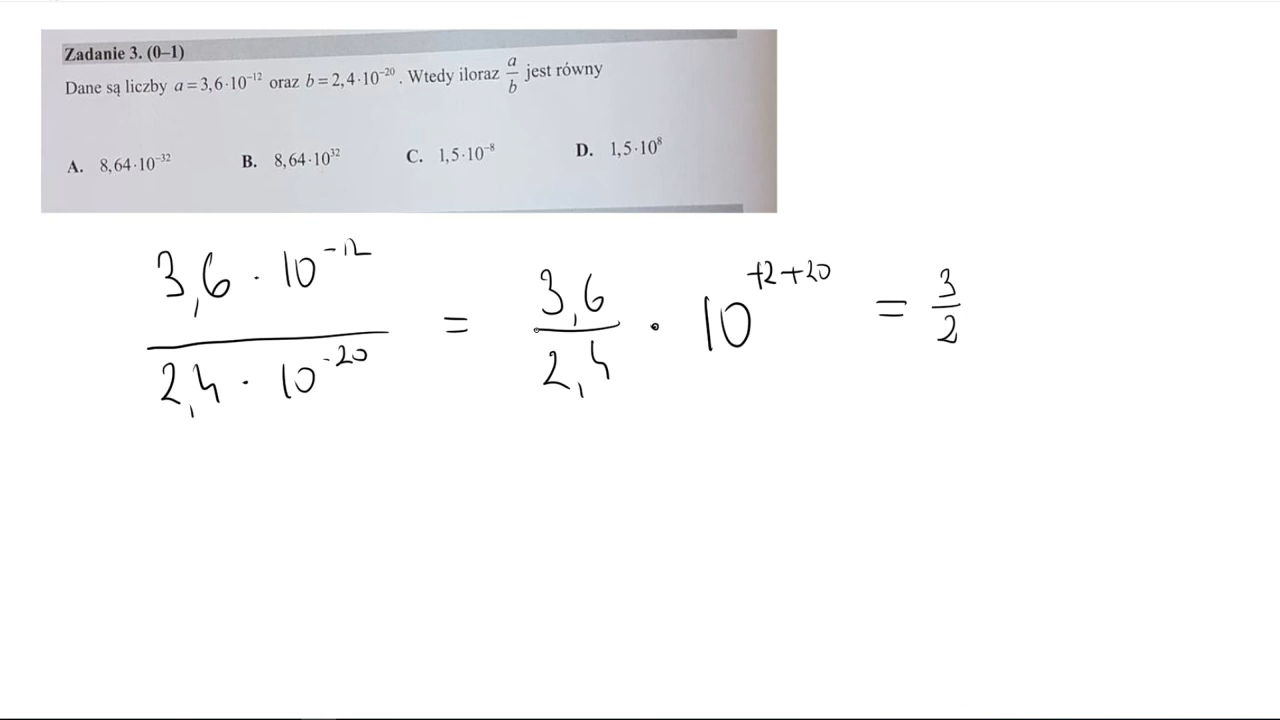 Zadanie 3. (0–1)
Dane są liczby a = 3,6·10⁻¹² oraz b = 2,4·10⁻²⁰. Wtedy iloraz a/b jest równy
A. 8,64·10⁻³² B. 8,64·10³² C. 1,5·10⁻⁸ D. 1,5·10⁸
3,6 · 10⁻¹² / 2,4 · 10⁻²⁰ = 3,6 / 2,4 · 10⁻¹²⁺²⁰ = 3/2